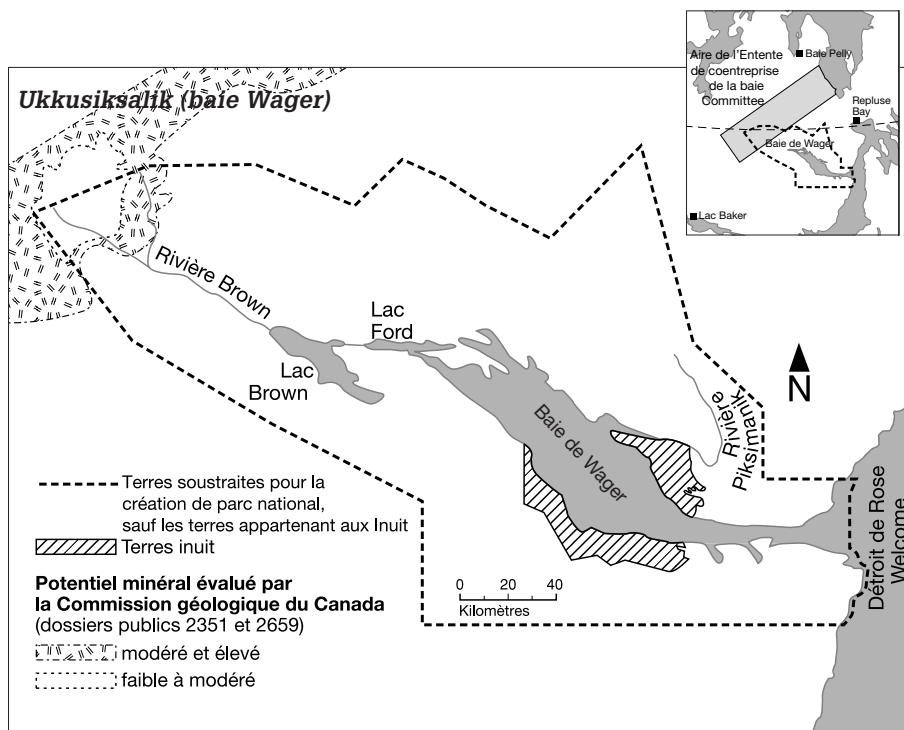 Ukkusiksalik (baie Wager)
Baie Pelly
Aire de l'Entente
de coentreprise
de la baie
Committee
Repluse
Bay
Baie de Wager
Lac Baker
Rivière Brown
Lac
Ford
Lac
Brown
Baie de Wager
Rivière
Piksimanik
N
Détroit de Rose
Welcome
Terres soustraites pour la
création de parc national,
sauf les terres appartenant aux Inuit
Terres inuit
Potentiel minéral évalué par
la Commission géologique du Canada
(dossiers publics 2351 et 2659)
modéré et élevé
faible à modéré
0 20 40
Kilomètres